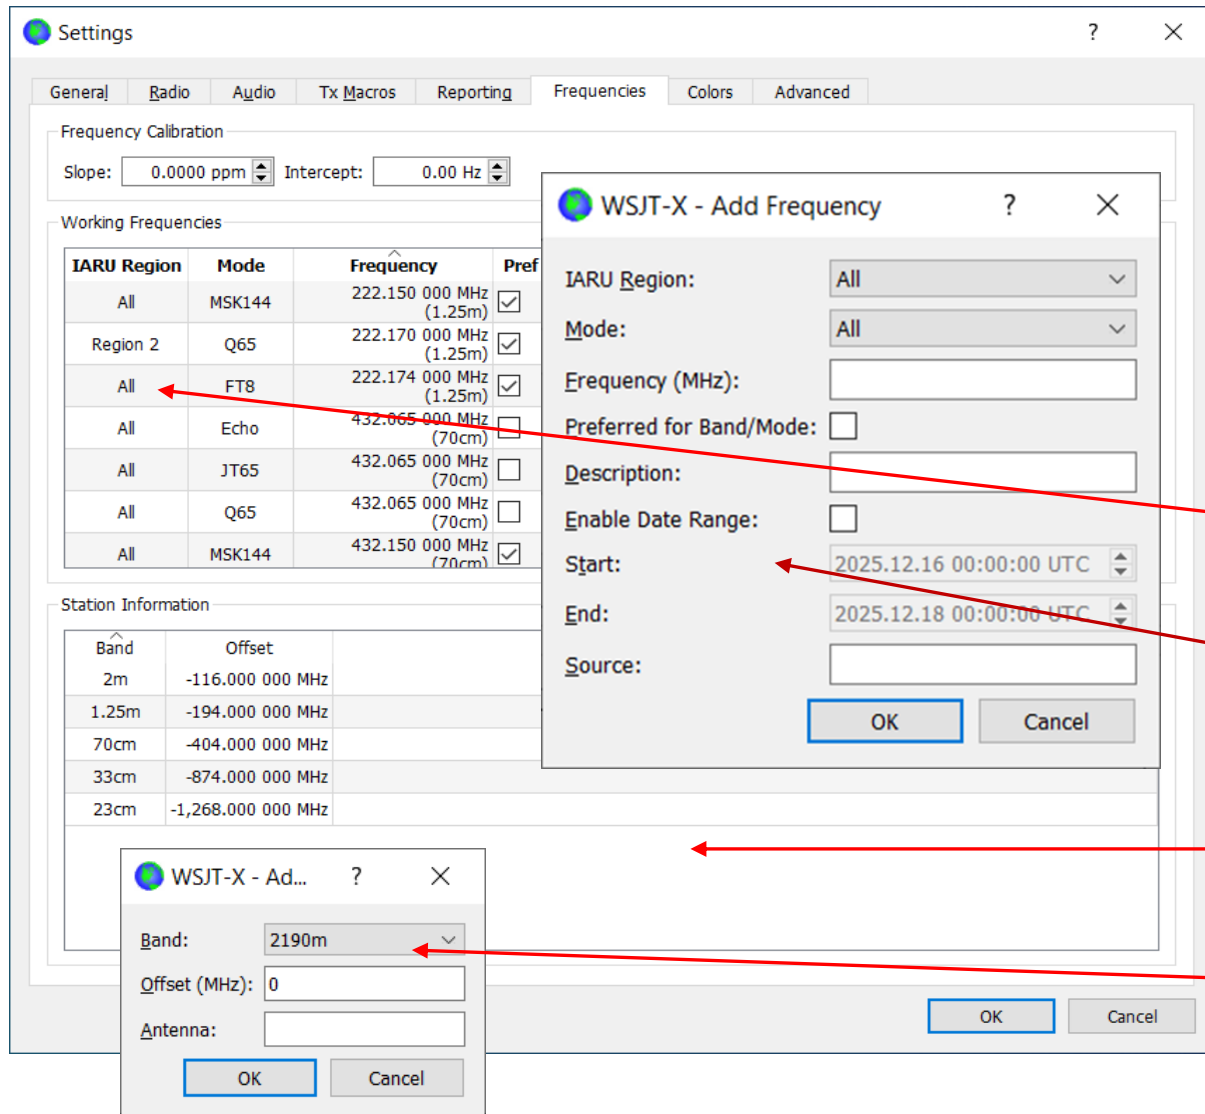 Settings
?
General Radio Audio Tx Macros Reporting Frequencies Colors Advanced
Frequency Calibration
Slope: 0.0000 ppm Intercept: 0.00 Hz
Working Frequencies
IARU Region Mode Frequency Pref
All MSK144 222.150 000 MHz
(1.25m)
Region 2 Q65 222.170 000 MHz
(1.25m)
All FT8 222.174 000 MHz
(1.25m)
All Echo 432.065 000 MHz
(70cm)
All JT65 432.065 000 MHz
(70cm)
All Q65 432.065 000 MHz
(70cm)
All MSK144 432.150 000 MHz
(70cm)
WSJT-X - Add Frequency ?
IARU Region: All
Mode: All
Frequency (MHz):
Preferred for Band/Mode:
Description:
Enable Date Range:
Start: 2025.12.16 00:00:00 UTC
End: 2025.12.18 00:00:00 UTC
Source:
OK Cancel
Station Information
Band Offset
2m -116.000 000 MHz
1.25m -194.000 000 MHz
70cm -404.000 000 MHz
33cm -874.000 000 MHz
23cm -1,268.000 000 MHz
WSJT-X - Ad... ?
Band: 2190m
Offset (MHz): 0
Antenna:
OK Cancel
OK Cancel